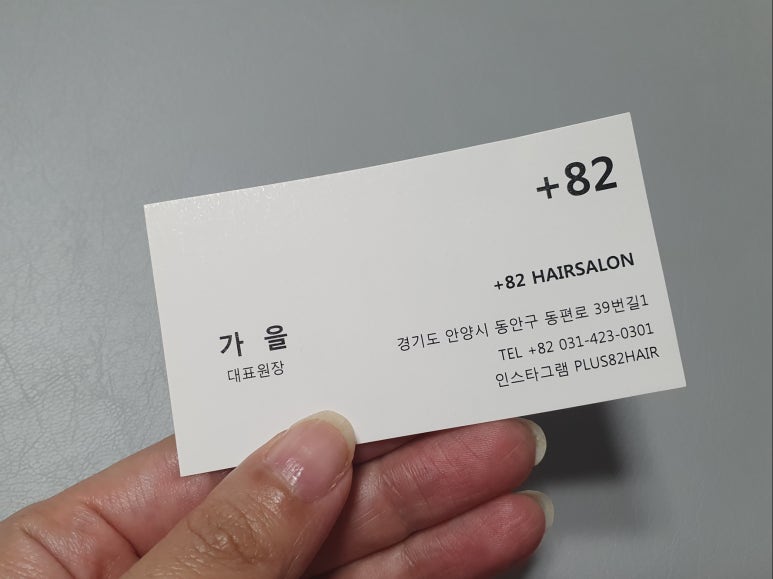 +82
+82 HAIRSALON
가 을
대표원장
경기도 안양시 동안구 동편로 39번길1
TEL +82 031-423-0301
인스타그램 PLUS82HAIR